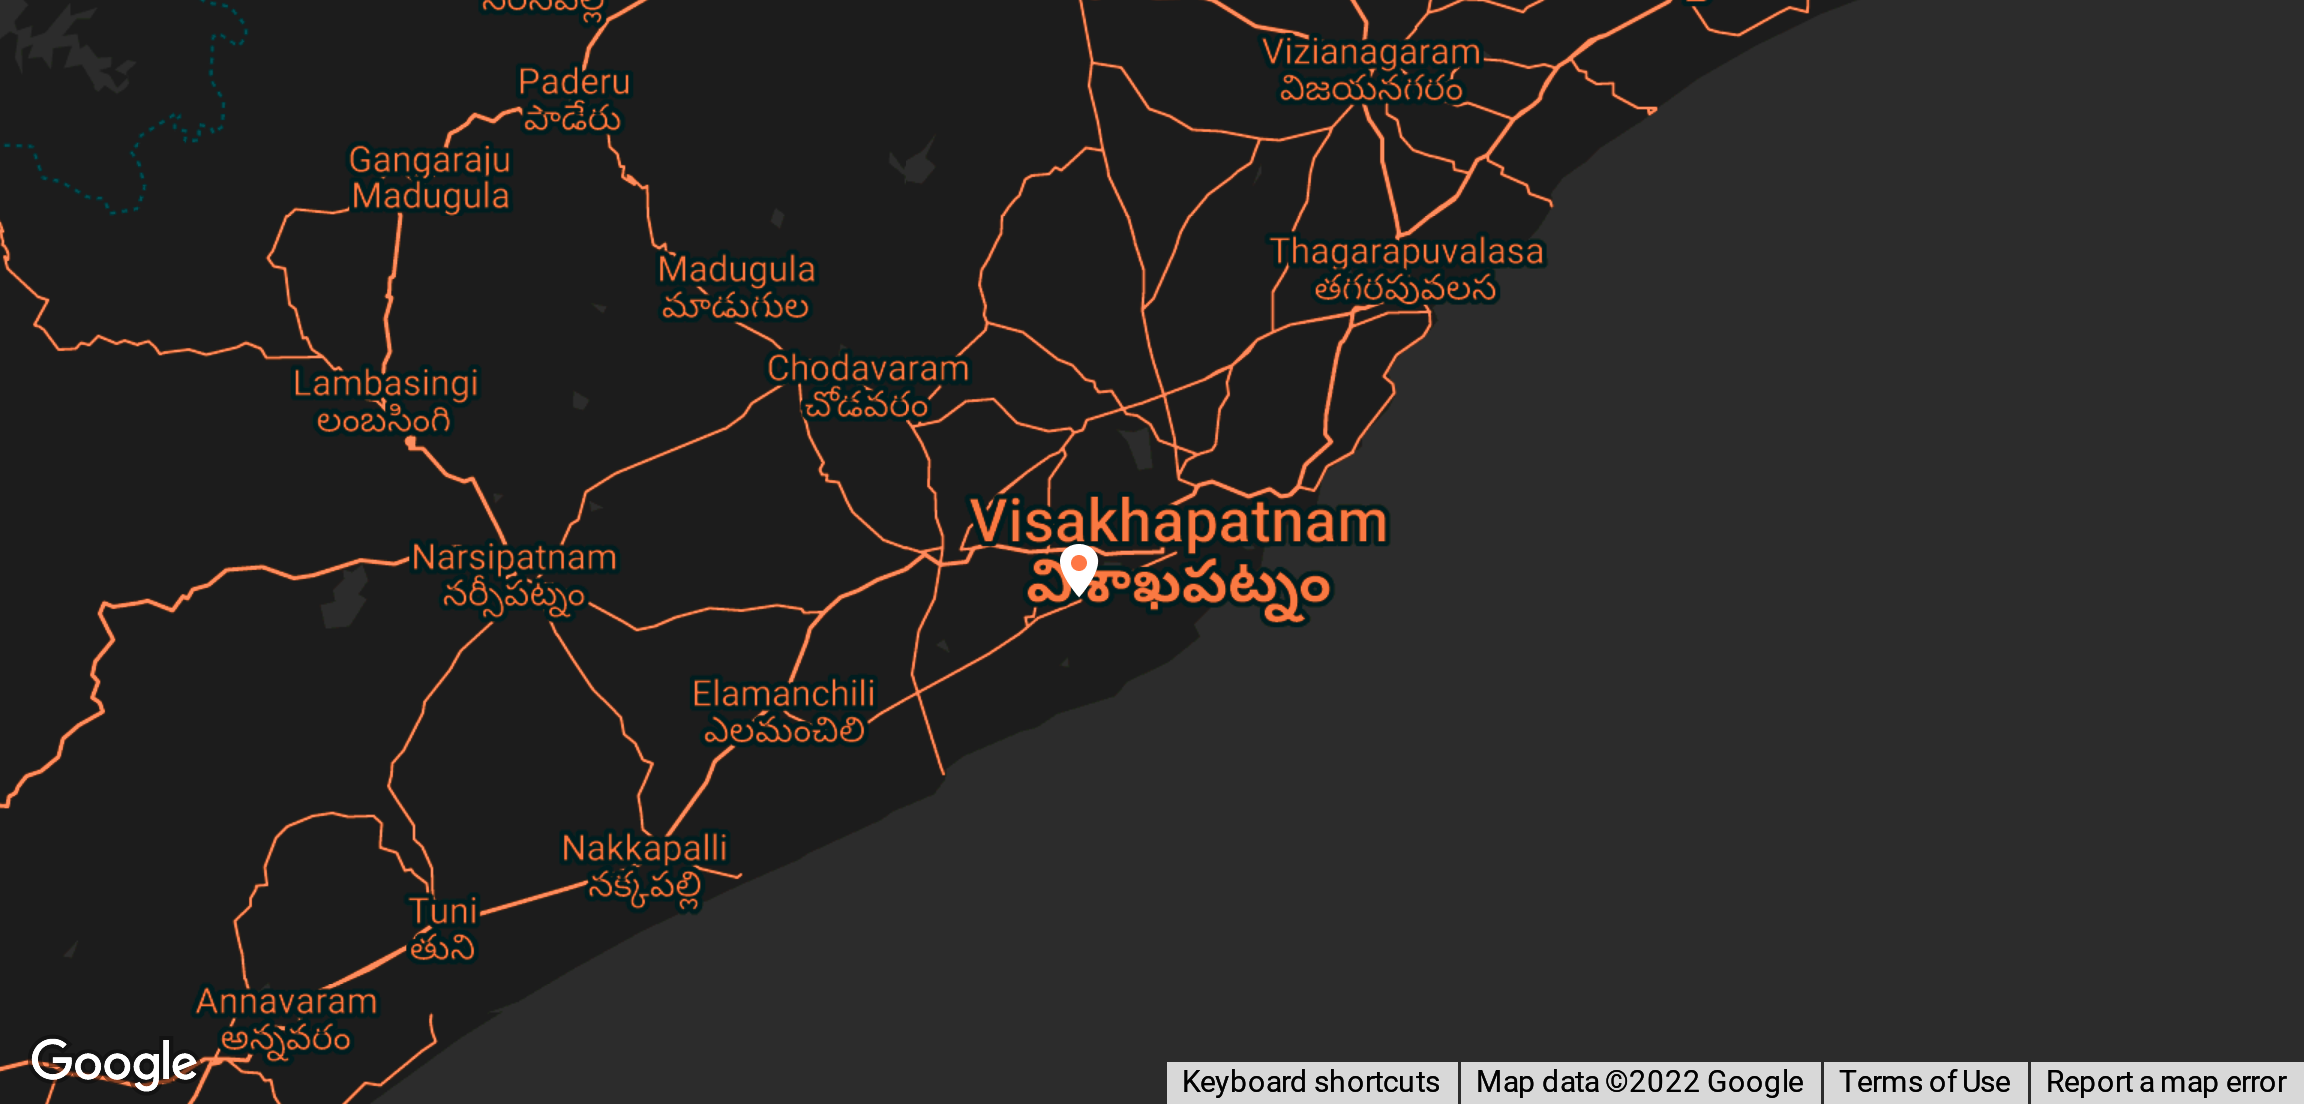 Vizianagaram
విజయనగరం
Paderu
పాడేరు
Gangaraju
Madugula
Thagarapuvalasa
తగరపువలస
Madugula
మాడుగుల
Chodavaram
చోడవరం
Lambasingi
లంబసింగి
Visakhapatnam
విశాఖపట్నం
Narsipatnam
నర్సీపట్నం
Elamanchili
ఎలమంచిలి
Nakkapalli
నక్కపల్లి
Tuni
తుని
Annavaram
అన్నవరం
Google
Keyboard shortcuts
Map data ©2022 Google
Terms of Use
Report a map error